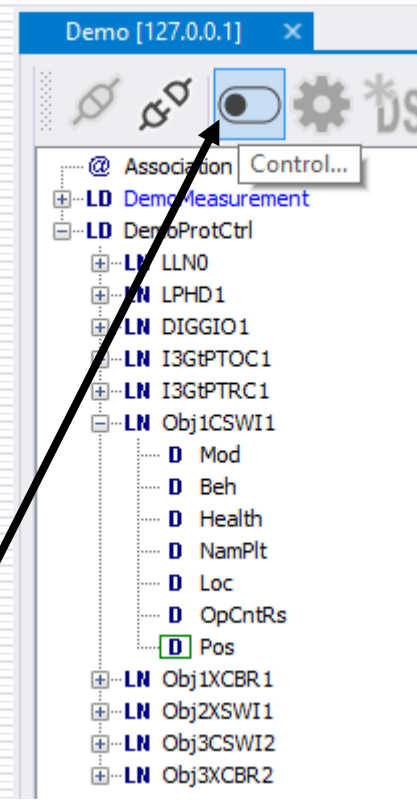 Demo [127.0.0.1] ×
*DS
@ Association Control...
LD DemoMeasurement
LD DemoProtCtrl
LN LLN0
LN LPHD1
LN DIGGIO1
LN I3GtPTOC1
LN I3GtPTRC1
LN Obj1CSWI1
D Mod
D Beh
D Health
D NamPlt
D Loc
D OpCntRs
D Pos
LN Obj1XCBR1
LN Obj2XSWI1
LN Obj3CSWI2
LN Obj3XCBR2